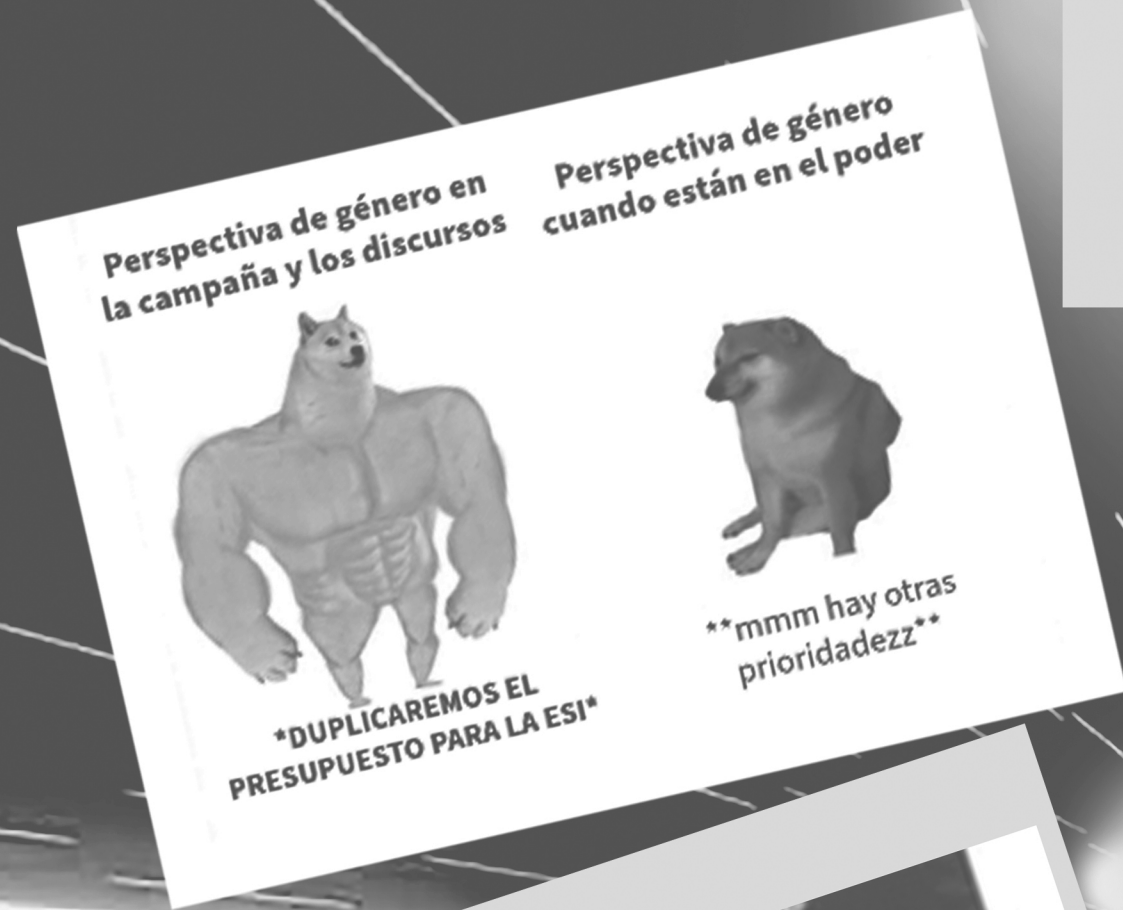 Perspectiva de género en
la campaña y los discursos
Perspectiva de género
cuando están en el poder
*DUPLICAREMOS EL
PRESUPUESTO PARA LA ESI*
**mmm hay otras
prioridadezz**